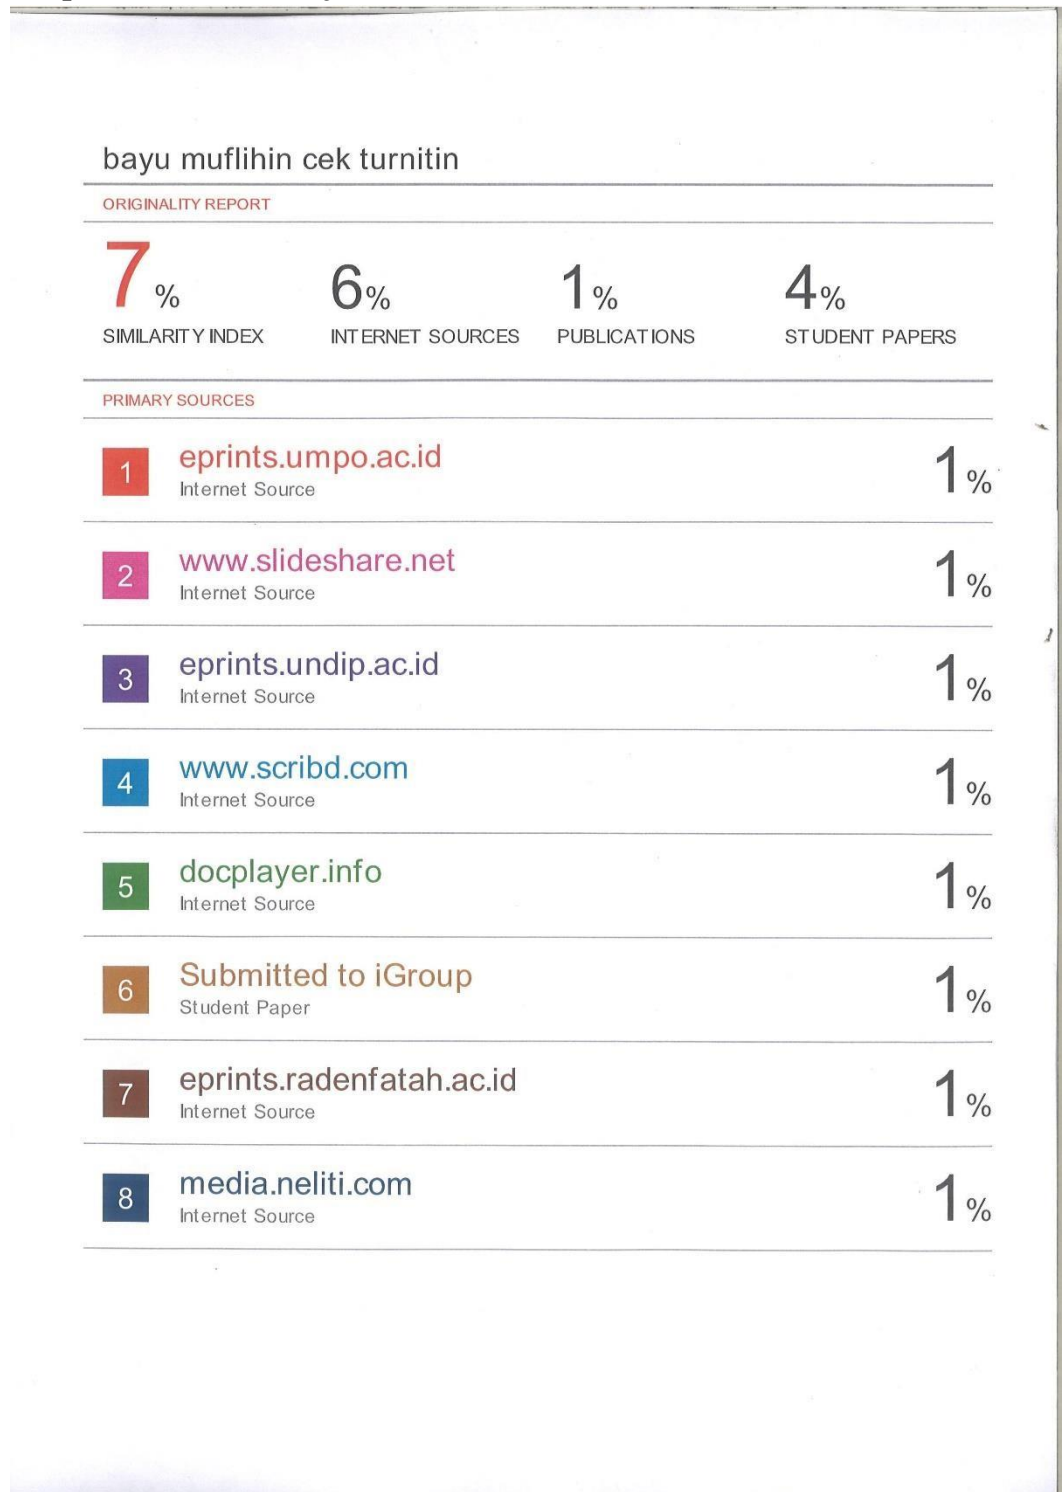 bayu muflihin cek turnitin
ORIGINALITY REPORT
7% 6% 1% 4%
SIMILARITY INDEX INTERNET SOURCES PUBLICATIONS STUDENT PAPERS
PRIMARY SOURCES
1 eprints.umpo.ac.id 1%
Internet Source
2 www.slideshare.net 1%
Internet Source
3 eprints.undip.ac.id 1%
Internet Source
4 www.scribd.com 1%
Internet Source
5 docplayer.info 1%
Internet Source
6 Submitted to iGroup 1%
Student Paper
7 eprints.radenfatah.ac.id 1%
Internet Source
8 media.neliti.com 1%
Internet Source